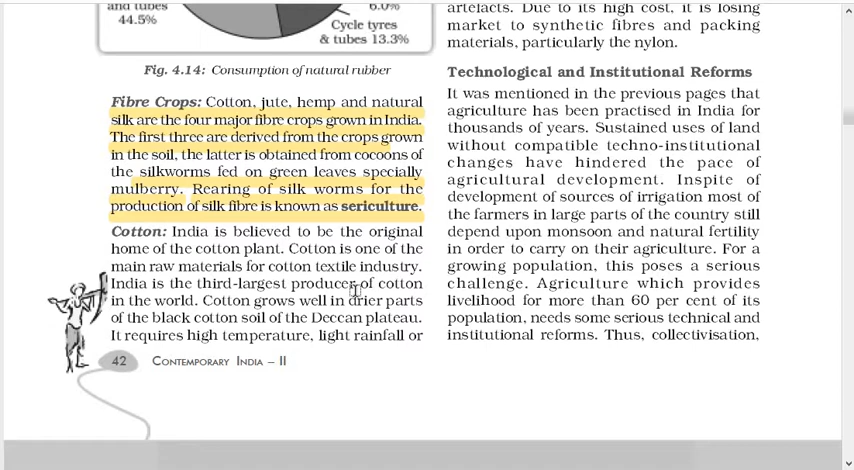 and tubes
44.5%
6.0%
Cycle tyres
& tubes 13.3%
Fig. 4.14: Consumption of natural rubber
Fibre Crops: Cotton, jute, hemp and natural
silk are the four major fibre crops grown in India.
The first three are derived from the crops grown
in the soil, the latter is obtained from cocoons of
the silkworms fed on green leaves specially
mulberry. Rearing of silk worms for the
production of silk fibre is known as sericulture.
Cotton: India is believed to be the original
home of the cotton plant. Cotton is one of the
main raw materials for cotton textile industry.
India is the third-largest producer of cotton
in the world. Cotton grows well in drier parts
of the black cotton soil of the Deccan plateau.
It requires high temperature, light rainfall or
42 CONTEMPORARY INDIA – II
artefacts. Due to its high cost, it is losing
market to synthetic fibres and packing
materials, particularly the nylon.
Technological and Institutional Reforms
It was mentioned in the previous pages that
agriculture has been practised in India for
thousands of years. Sustained uses of land
without compatible techno-institutional
changes have hindered the pace of
agricultural development. Inspite of
development of sources of irrigation most of
the farmers in large parts of the country still
depend upon monsoon and natural fertility
in order to carry on their agriculture. For a
growing population, this poses a serious
challenge. Agriculture which provides
livelihood for more than 60 per cent of its
population, needs some serious technical and
institutional reforms. Thus, collectivisation,